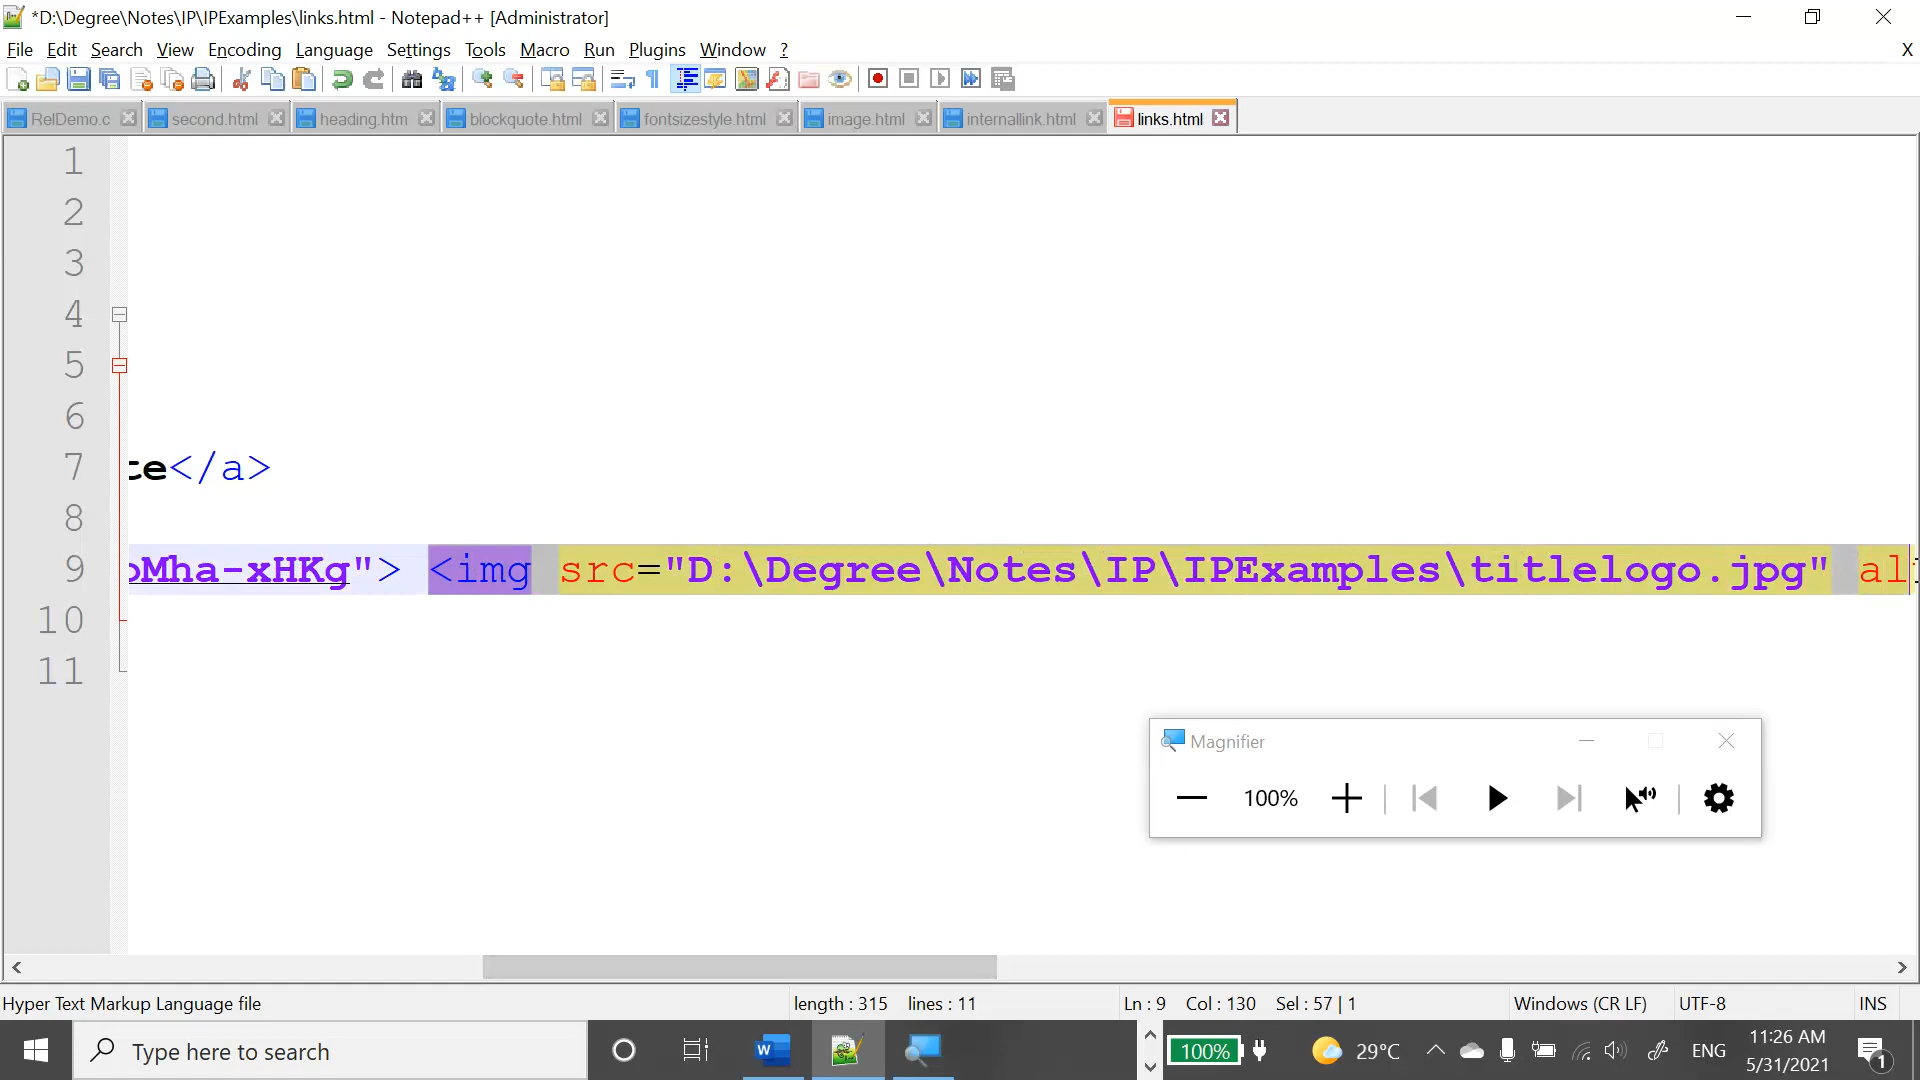 *D:\Degree\Notes\IP\IPExamples\links.html - Notepad++ [Administrator]
File Edit Search View Encoding Language Settings Tools Macro Run Plugins Window ? X
RelDemo.c second.html heading.htm blockquote.html fontsizestyle.html image.html internallink.html links.html
1
2
3
4
5
6
7 ce</a>
8
9 oMha-xHKg"> <img src="D:\Degree\Notes\IP\IPExamples\titlelogo.jpg" al
10
11
Magnifier
100%
Hyper Text Markup Language file length : 315 lines : 11 Ln : 9 Col : 130 Sel : 57 | 1 Windows (CR LF) UTF-8 INS
Type here to search 100% 29°C ENG 11:26 AM
5/31/2021
1